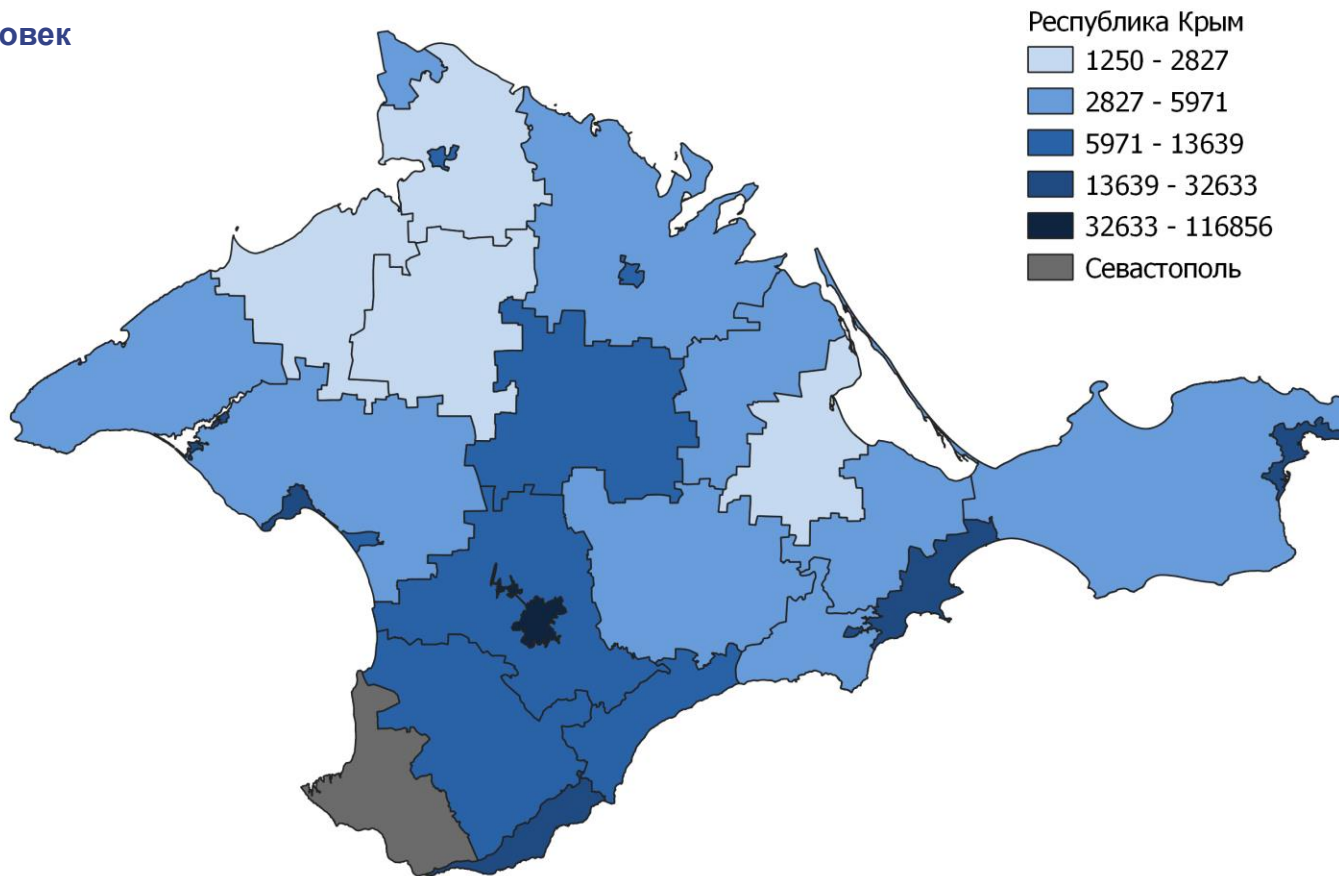 овек
Республика Крым
1250 - 2827
2827 - 5971
5971 - 13639
13639 - 32633
32633 - 116856
Севастополь